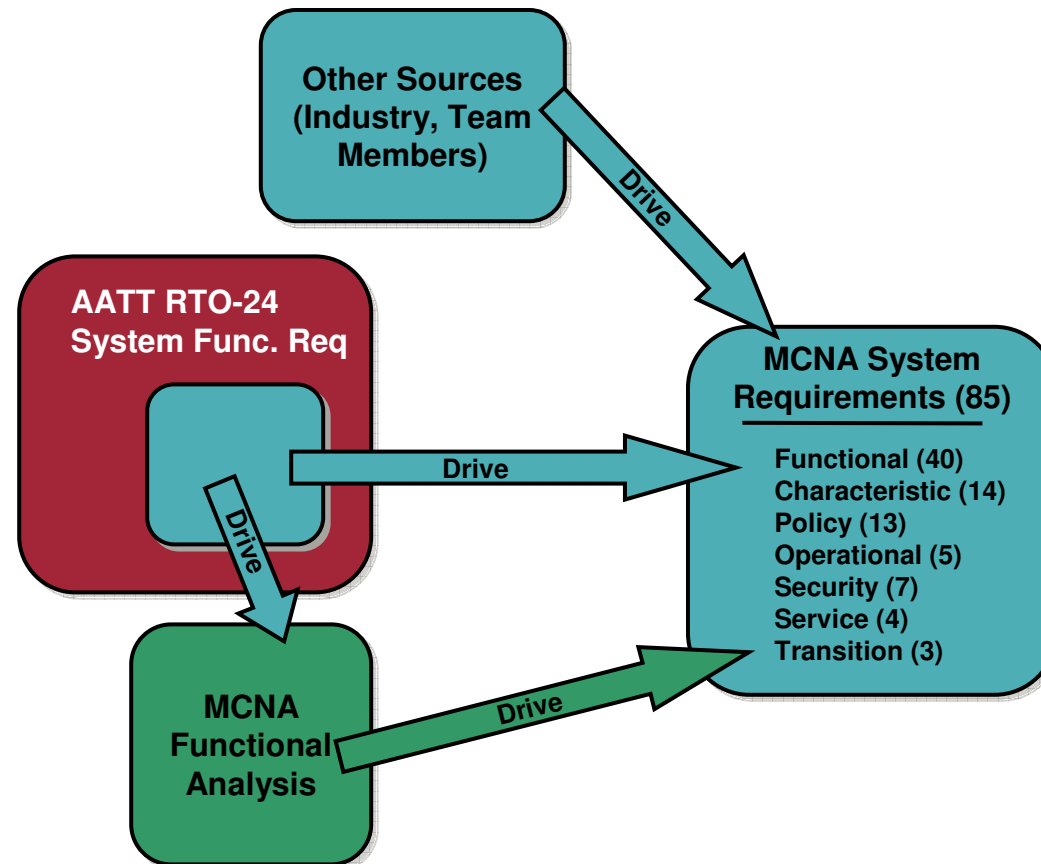 Other Sources
(Industry, Team
Members)
Drive
AATT RTO-24
System Func. Req
Drive
Drive
MCNA System
Requirements (85)
Functional (40)
Characteristic (14)
Policy (13)
Operational (5)
Security (7)
Service (4)
Transition (3)
MCNA
Functional
Analysis
Drive